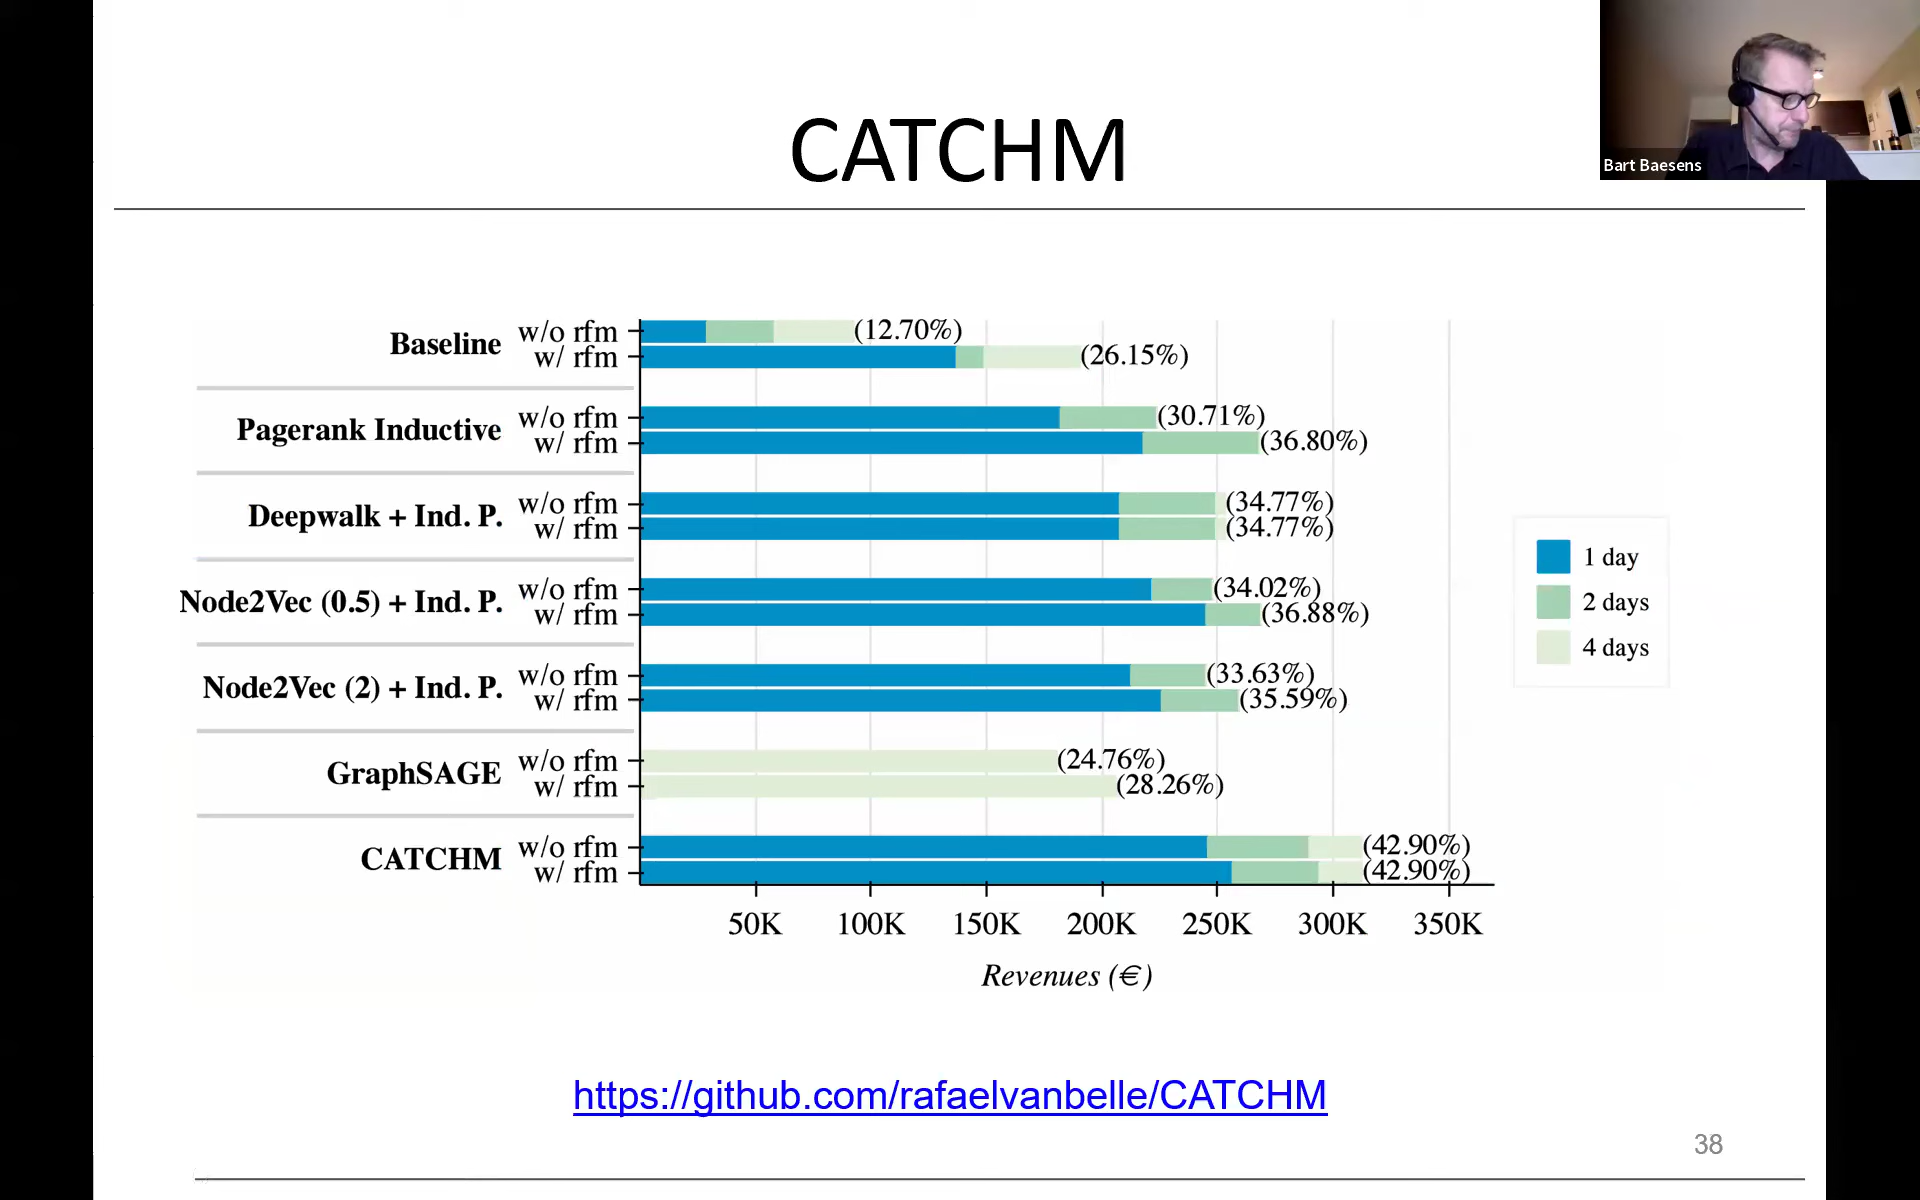 CATCHM
Bart Baesens
Baseline
w/o rfm
(12.70%)
w/ rfm
(26.15%)
Pagerank Inductive
w/o rfm
(30.71%)
w/ rfm
(36.80%)
Deepwalk + Ind. P.
w/o rfm
(34.77%)
w/ rfm
(34.77%)
Node2Vec (0.5) + Ind. P.
w/o rfm
(34.02%)
w/ rfm
(36.88%)
Node2Vec (2) + Ind. P.
w/o rfm
(33.63%)
w/ rfm
(35.59%)
GraphSAGE
w/o rfm
(24.76%)
w/ rfm
(28.26%)
CATCHM
w/o rfm
(42.90%)
w/ rfm
(42.90%)
1 day
2 days
4 days
50K 100K 150K 200K 250K 300K 350K
Revenues (€)
https://github.com/rafaelvanbelle/CATCHM
38